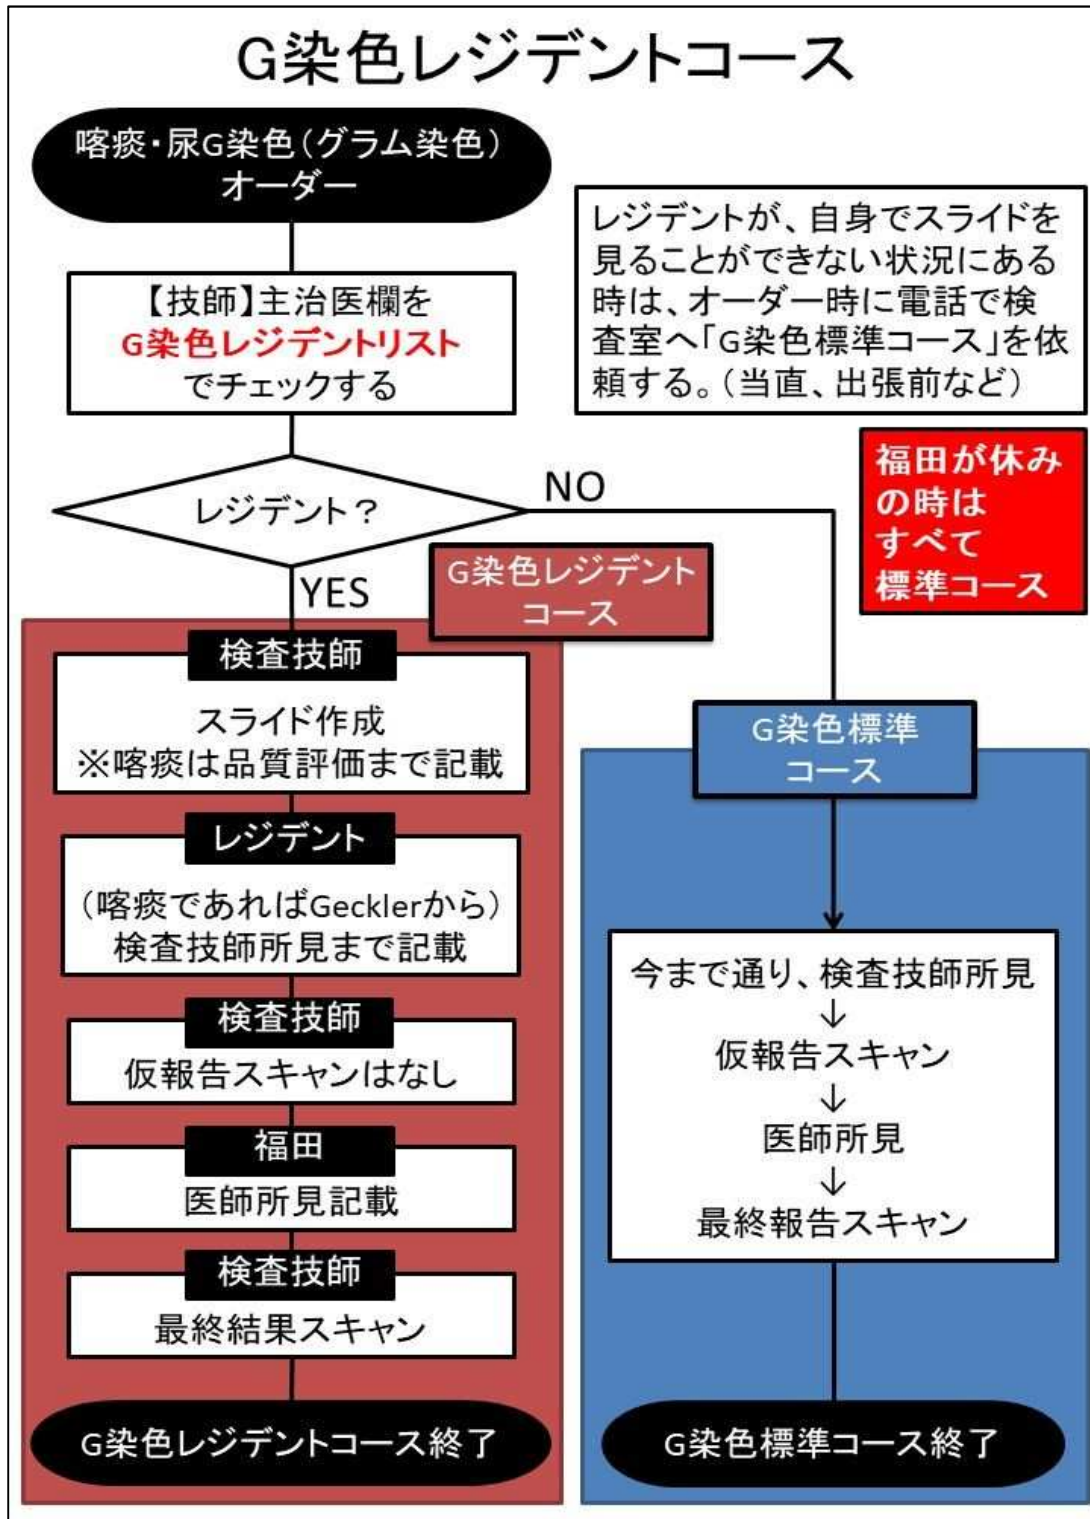 G染色レジデントコース
喀痰・尿G染色(グラム染色)
オーダー
レジデントが、自身でスライドを
見ることができない状況にある
時は、オーダー時に電話で検
査室へ「G染色標準コース」を依
頼する。(当直、出張前など)
【技師】主治医欄を
G染色レジデントリスト
でチェックする
福田が休み
の時は
すべて
標準コース
レジデント?
NO
YES
G染色レジデント
コース
検査技師
スライド作成
※喀痰は品質評価まで記載
レジデント
(喀痰であればGecklerから)
検査技師所見まで記載
検査技師
仮報告スキャンはなし
福田
医師所見記載
検査技師
最終結果スキャン
G染色レジデントコース終了
G染色標準
コース
今まで通り、検査技師所見
↓
仮報告スキャン
↓
医師所見
↓
最終報告スキャン
G染色標準コース終了